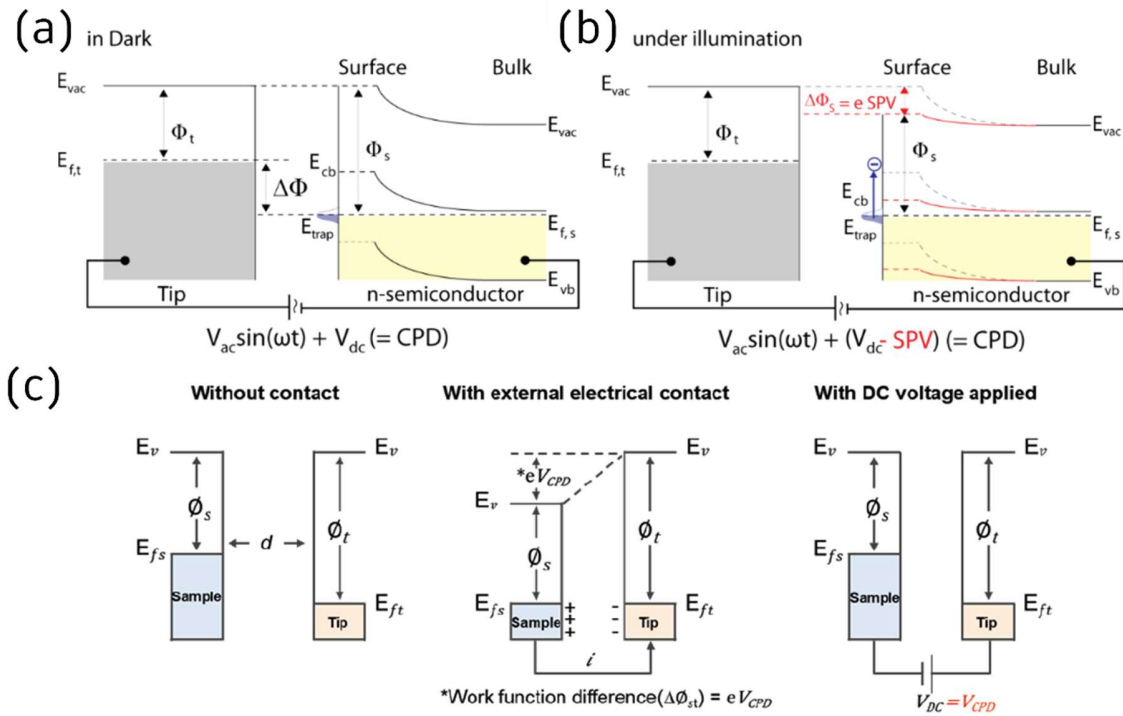 (a)
in Dark
Surface
Bulk
E_vac
Φ_t
Φ_s
E_vac
E_f,t
ΔΦ
E_cb
E_trap
E_f,s
E_vb
Tip
n-semiconductor
V_ac sin(ωt) + V_dc (= CPD)
(b)
under illumination
Surface
Bulk
E_vac
ΔΦ_s = e SPV
Φ_t
Φ_s
E_vac
E_f,t
E_cb
E_trap
E_f,s
E_vb
Tip
n-semiconductor
V_ac sin(ωt) + (V_dc - SPV) (= CPD)
(c)
Without contact
E_v
E_v
Ø_s
Ø_t
d
E_fs
Sample
E_ft
Tip
With external electrical contact
*eV_CPD
E_v
E_v
Ø_s
Ø_t
E_fs
Sample
+
+
+
-
-
-
E_ft
Tip
i
*Work function difference(ΔØ_st) = eV_CPD
With DC voltage applied
E_v
E_v
Ø_s
Ø_t
E_fs
Sample
E_ft
Tip
V_DC=V_CPD